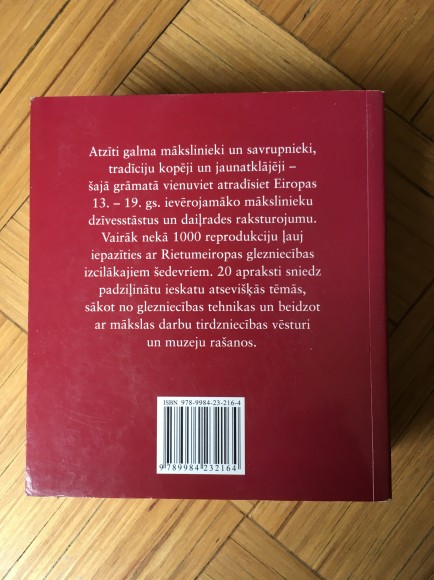 Atzīti galma mākslinieki un savrupnieki,
tradīciju kopēji un jaunatklājēji –
šajā grāmatā vienuviet atradīsiet Eiropas
13. – 19. gs. ievērojamāko mākslinieku
dzīvesstāstus un daiļrades raksturojumu.
Vairāk nekā 1000 reprodukciju ļauj
iepazīties ar Rietumeiropas glezniecības
izcilākajiem šedevriem. 20 apraksti sniedz
padziļinātu ieskatu atsevišķās tēmās,
sākot no glezniecības tehnikas un beidzot
ar mākslas darbu tirdzniecības vēsturi
un muzeju rašanos.
ISBN 978-9984-23-216-4
9 789984 232164